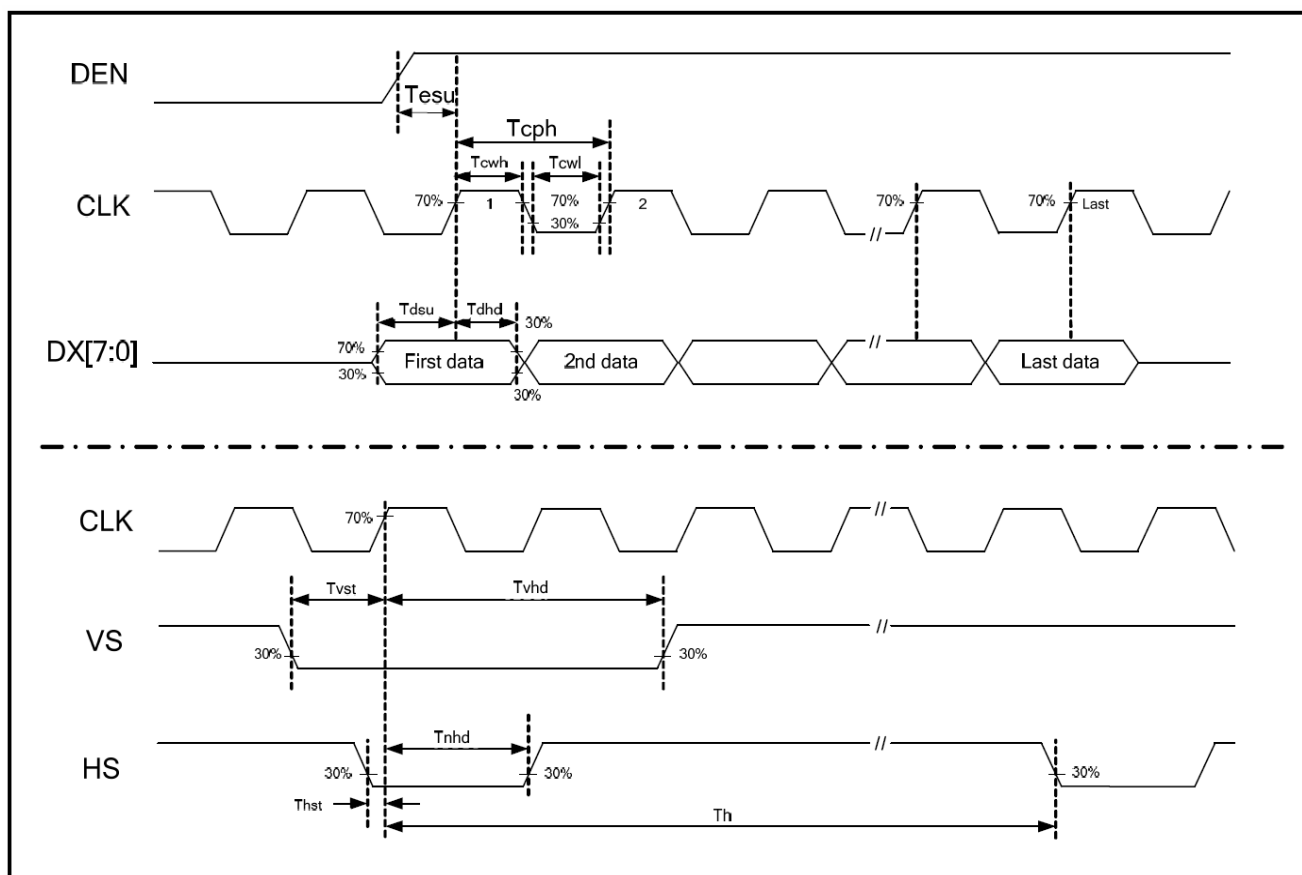 DEN
Tesu
Tcph
Tcwh Tcwl
CLK 70% 1 70% 30% 2 // 70% 70% Last
Tdsu Tdhd 30%
DX[7:0] 70% 30% First data 30% 2nd data // Last data
CLK 70% //
Tvst Tvhd
VS 30% 30% //
Tnhd
HS 30% 30% // 30%
Thst
Th